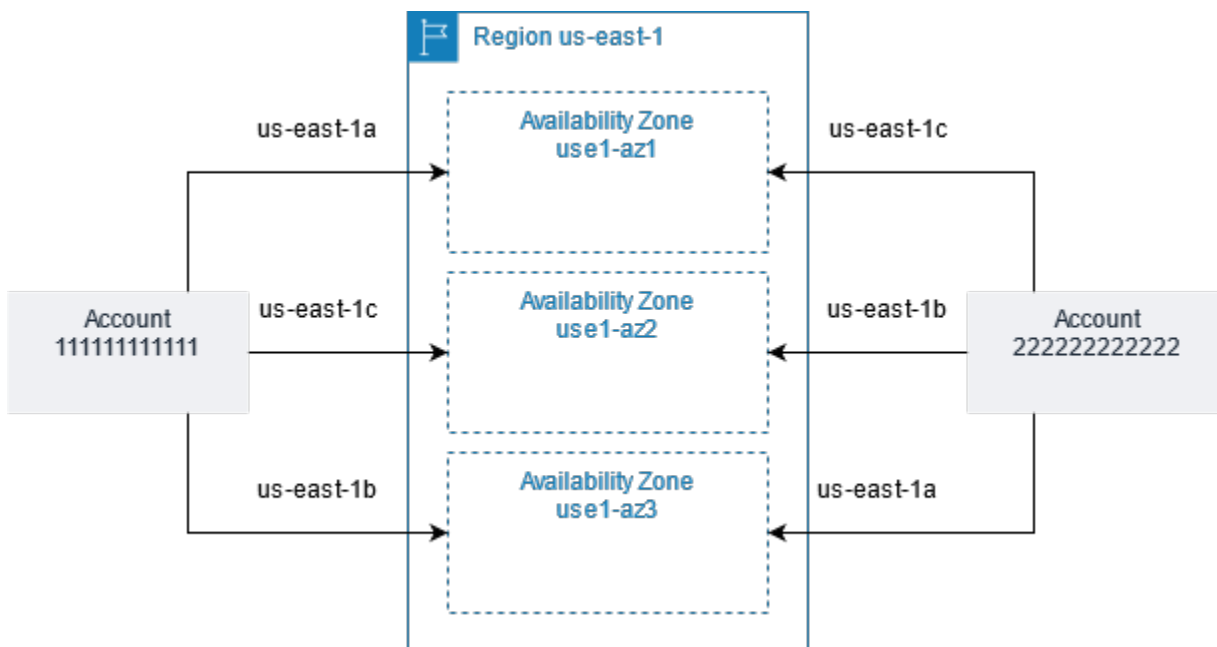 Region us-east-1
us-east-1a
Availability Zone
use1-az1
us-east-1c
Account
111111111111
us-east-1c
Availability Zone
use1-az2
us-east-1b
Account
222222222222
us-east-1b
Availability Zone
use1-az3
us-east-1a